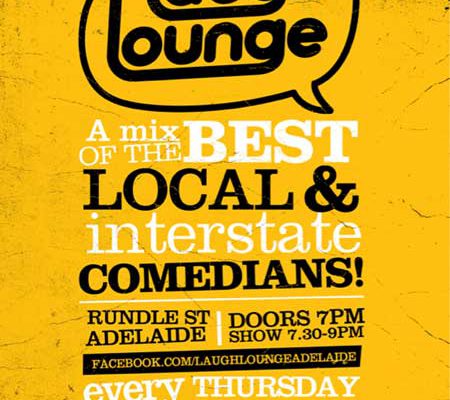 lounge
A mix
OF THE BEST
LOCAL &
interstate
COMEDIANS!
RUNDLE ST
ADELAIDE
DOORS 7PM
SHOW 7.30-9PM
FACEBOOK.COM/LAUGHLOUNGEADELAIDE
every THURSDAY